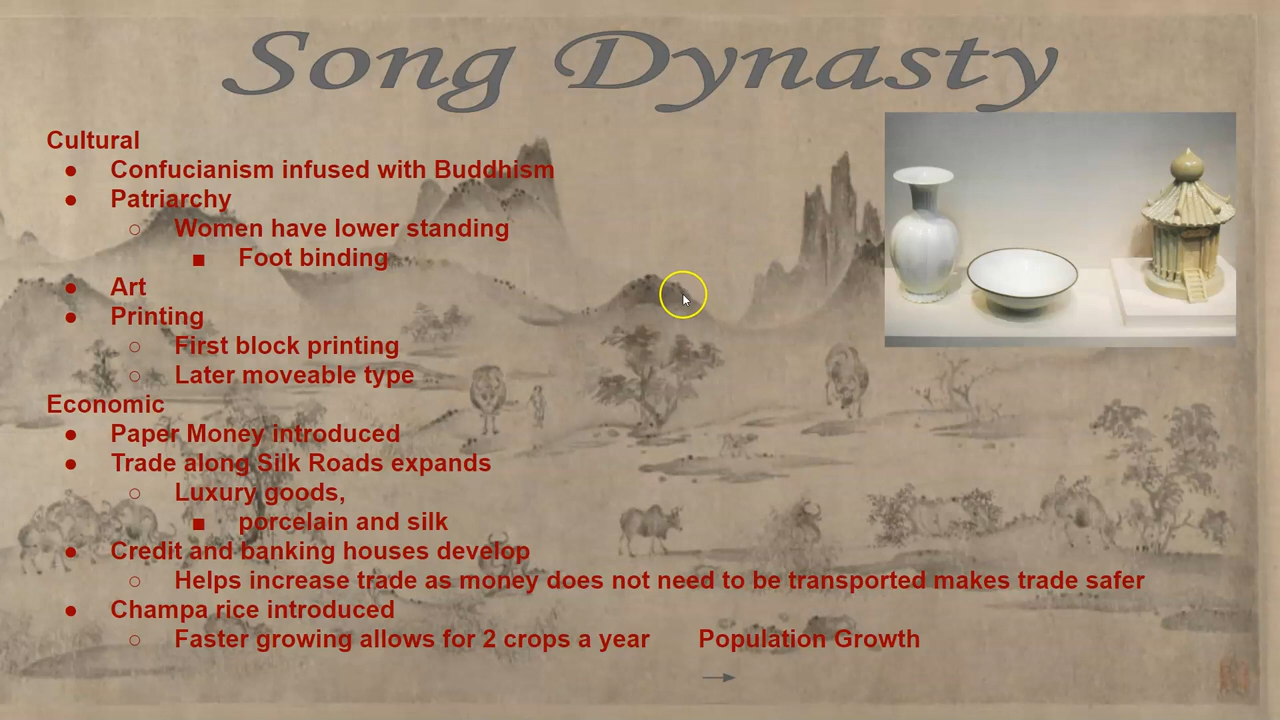 Song Dynasty
Cultural
● Confucianism infused with Buddhism
● Patriarchy
○ Women have lower standing
■ Foot binding
● Art
● Printing
○ First block printing
○ Later moveable type
Economic
● Paper Money introduced
● Trade along Silk Roads expands
○ Luxury goods,
■ porcelain and silk
● Credit and banking houses develop
○ Helps increase trade as money does not need to be transported makes trade safer
● Champa rice introduced
○ Faster growing allows for 2 crops a year Population Growth